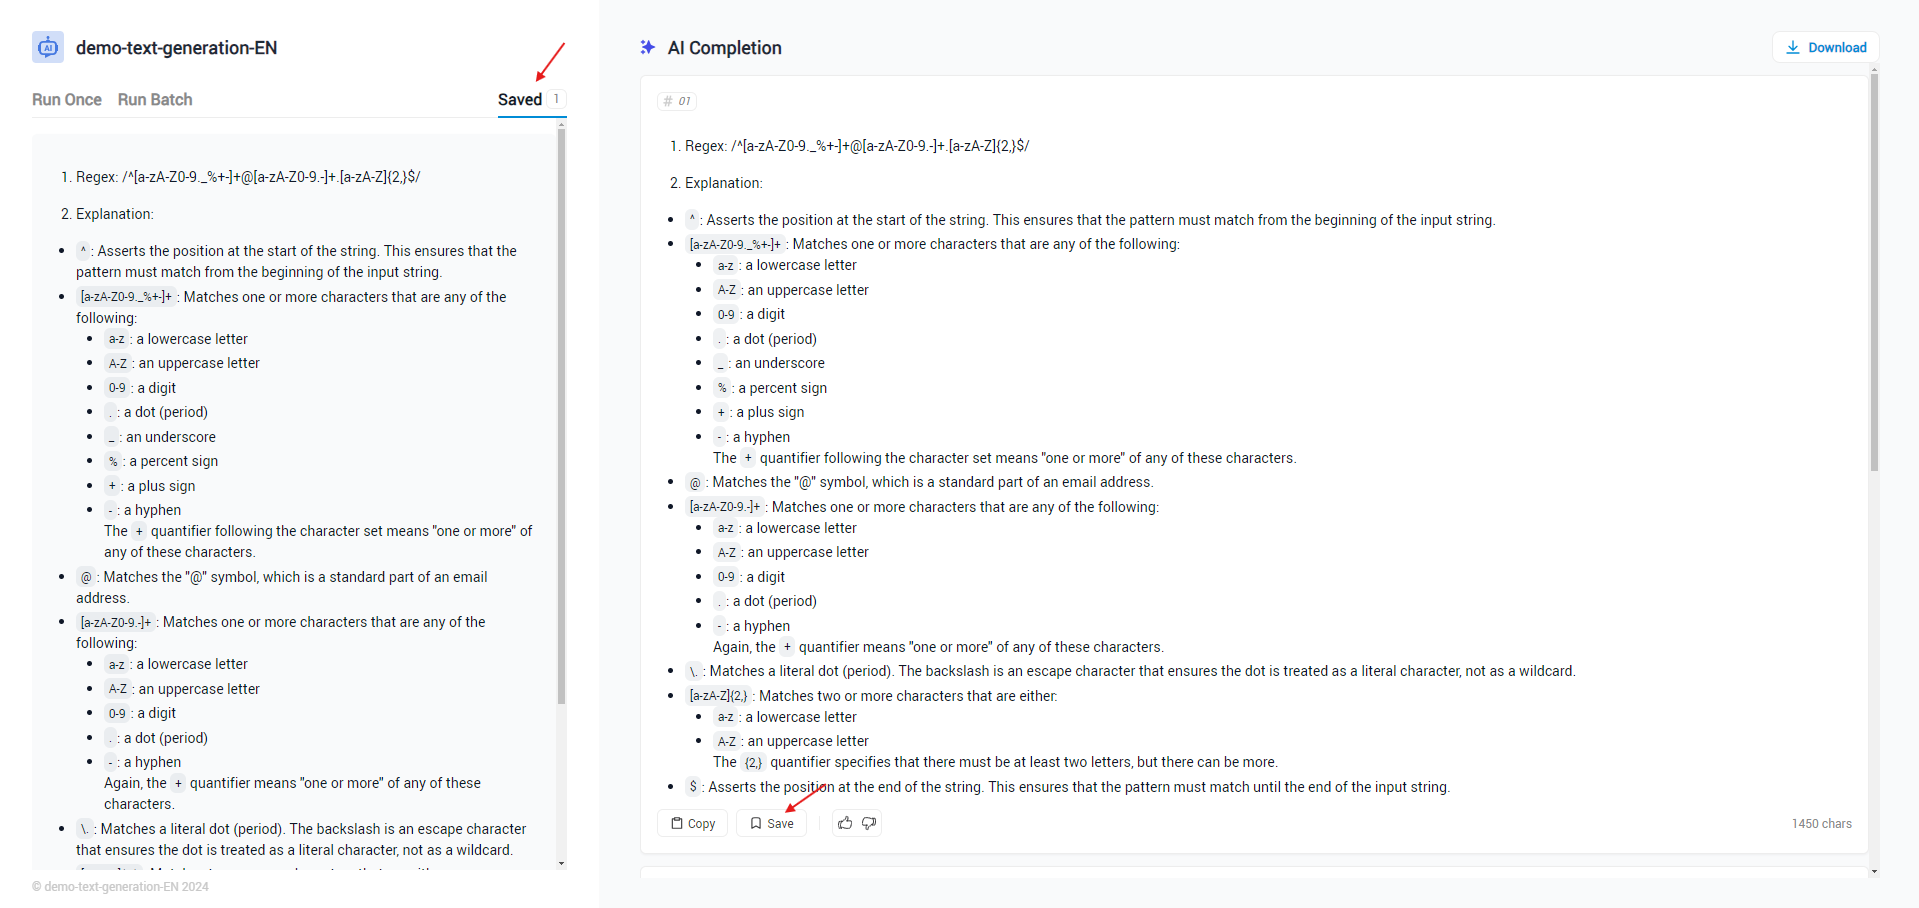 demo-text-generation-EN
Run Once Run Batch Saved 1
1. Regex: /^[a-zA-Z0-9._%+-]+@[a-zA-Z0-9.-]+.[a-zA-Z]{2,}$/
2. Explanation:
^ : Asserts the position at the start of the string. This ensures that the
pattern must match from the beginning of the input string.
[a-zA-Z0-9._%+-]+ : Matches one or more characters that are any of the
following:
a-z : a lowercase letter
A-Z : an uppercase letter
0-9 : a digit
. : a dot (period)
_ : an underscore
% : a percent sign
+ : a plus sign
- : a hyphen
The + quantifier following the character set means "one or more" of
any of these characters.
@ : Matches the "@" symbol, which is a standard part of an email
address.
[a-zA-Z0-9.-]+ : Matches one or more characters that are any of the
following:
a-z : a lowercase letter
A-Z : an uppercase letter
0-9 : a digit
. : a dot (period)
- : a hyphen
Again, the + quantifier means "one or more" of any of these
characters.
\. : Matches a literal dot (period). The backslash is an escape character
that ensures the dot is treated as a literal character, not as a wildcard.
© demo-text-generation-EN 2024
AI Completion
Download
# 01
1. Regex: /^[a-zA-Z0-9._%+-]+@[a-zA-Z0-9.-]+.[a-zA-Z]{2,}$/
2. Explanation:
^ : Asserts the position at the start of the string. This ensures that the pattern must match from the beginning of the input string.
[a-zA-Z0-9._%+-]+ : Matches one or more characters that are any of the following:
a-z : a lowercase letter
A-Z : an uppercase letter
0-9 : a digit
. : a dot (period)
_ : an underscore
% : a percent sign
+ : a plus sign
- : a hyphen
The + quantifier following the character set means "one or more" of any of these characters.
@ : Matches the "@" symbol, which is a standard part of an email address.
[a-zA-Z0-9.-]+ : Matches one or more characters that are any of the following:
a-z : a lowercase letter
A-Z : an uppercase letter
0-9 : a digit
. : a dot (period)
- : a hyphen
Again, the + quantifier means "one or more" of any of these characters.
\. : Matches a literal dot (period). The backslash is an escape character that ensures the dot is treated as a literal character, not as a wildcard.
[a-zA-Z]{2,} : Matches two or more characters that are either:
a-z : a lowercase letter
A-Z : an uppercase letter
The {2,} quantifier specifies that there must be at least two letters, but there can be more.
$ : Asserts the position at the end of the string. This ensures that the pattern must match until the end of the input string.
Copy Save 1450 chars